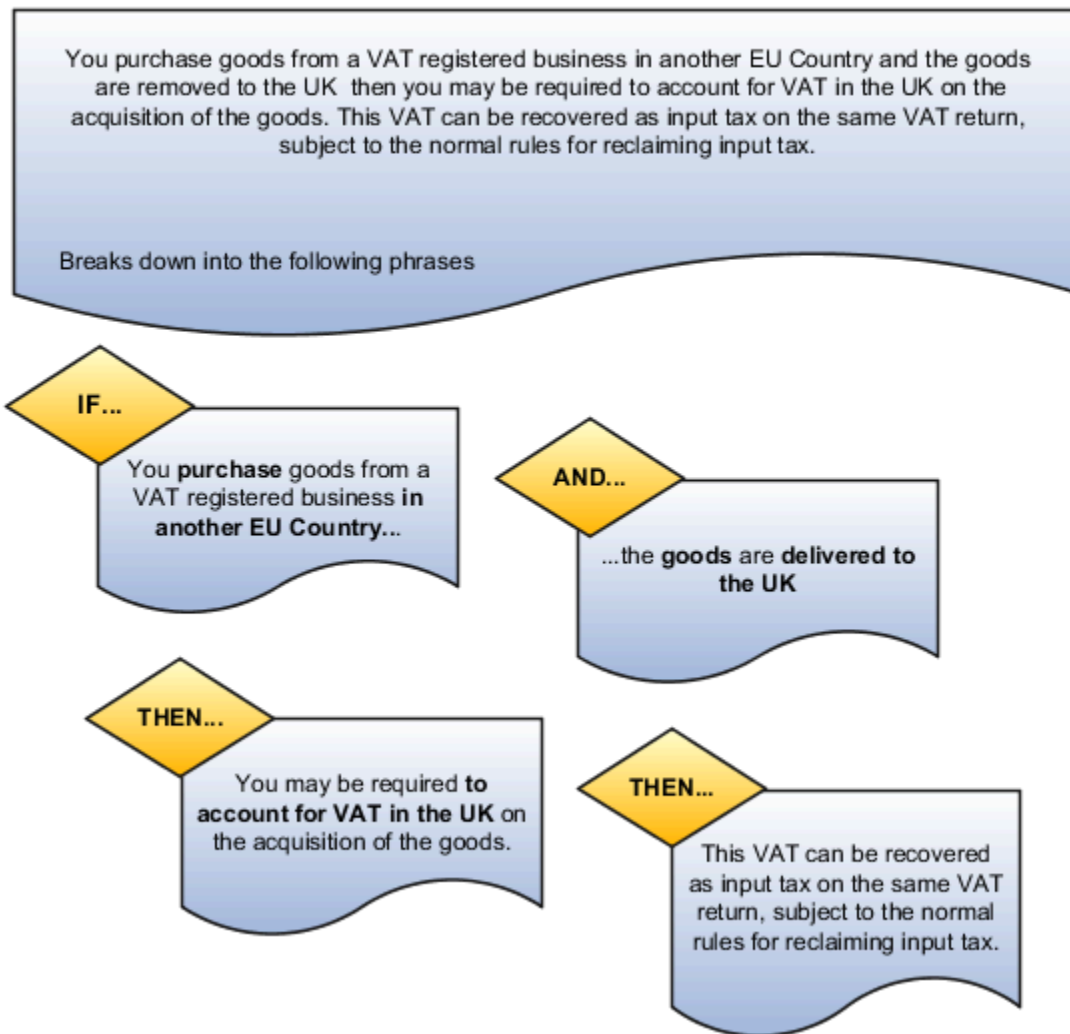 You purchase goods from a VAT registered business in another EU Country and the goods
are removed to the UK  then you may be required to account for VAT in the UK on the
acquisition of the goods. This VAT can be recovered as input tax on the same VAT return,
subject to the normal rules for reclaiming input tax.
Breaks down into the following phrases
IF...
You purchase goods from a
VAT registered business in
another EU Country...
AND...
...the goods are delivered to
the UK
THEN...
You may be required to
account for VAT in the UK on
the acquisition of the goods.
THEN...
This VAT can be recovered
as input tax on the same VAT
return, subject to the normal
rules for reclaiming input tax.